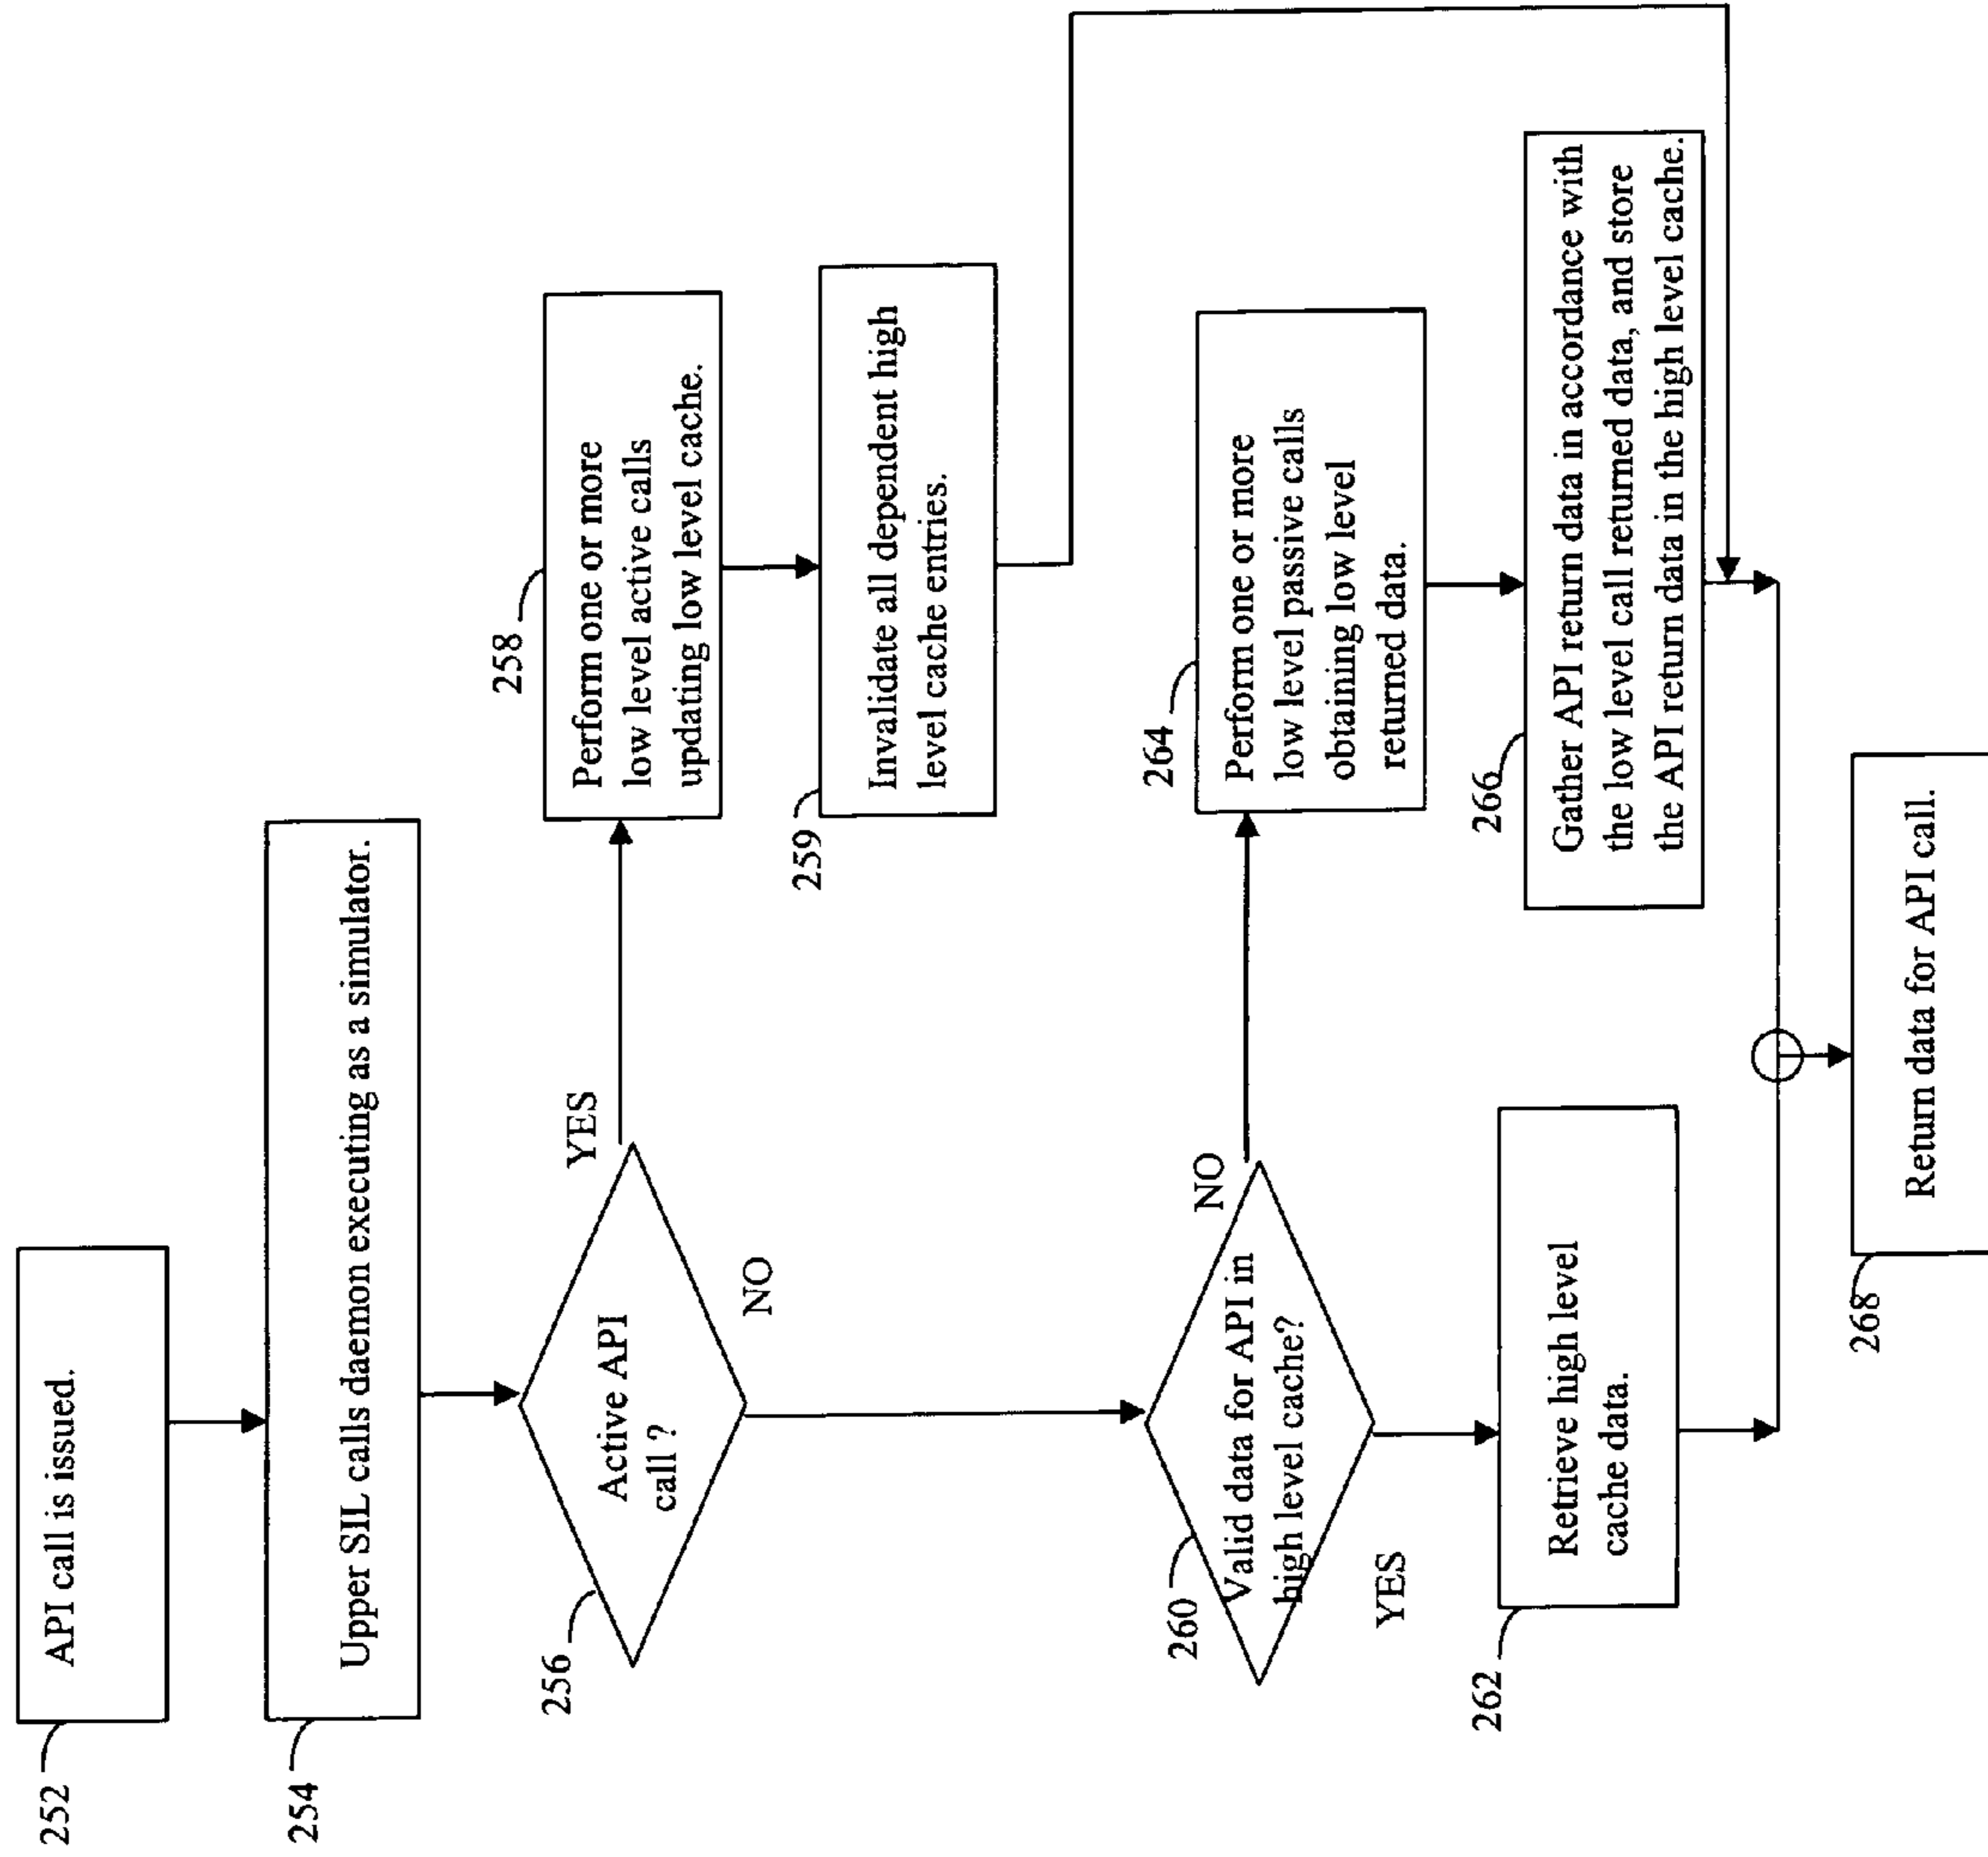 252
API call is issued.
254
Upper SIL calls daemon executing as a simulator.
256
Active API
call ?
YES
NO
258
Perform one or more
low level active calls
updating low level cache.
259
Invalidate all dependent high
level cache entries.
260
Valid data for API in
high level cache?
NO
YES
264
Perform one or more
low level passive calls
obtaining low level
returned data.
262
Retrieve high level
cache data.
266
Gather API return data in accordance with
the low level call returned data, and store
the API return data in the high level cache.
268
Return data for API call.